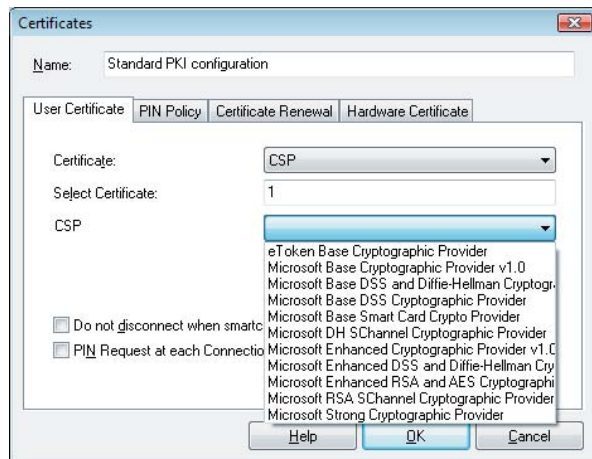 Certificates
Name: Standard PKI configuration
User Certificate PIN Policy Certificate Renewal Hardware Certificate
Certificate: CSP
Select Certificate: 1
CSP
eToken Base Cryptographic Provider
Microsoft Base Cryptographic Provider v1.0
Microsoft Base DSS and Diffie-Hellman Cryptogr
Microsoft Base DSS Cryptographic Provider
Microsoft Base Smart Card Crypto Provider
Do not disconnect when smartc Microsoft DH SChannel Cryptographic Provider
PIN Request at each Connectio Microsoft Enhanced Cryptographic Provider v1.0
Microsoft Enhanced DSS and Diffie-Hellman Cry
Microsoft Enhanced RSA and AES Cryptographi
Microsoft RSA SChannel Cryptographic Provider
Microsoft Strong Cryptographic Provider
Help OK Cancel